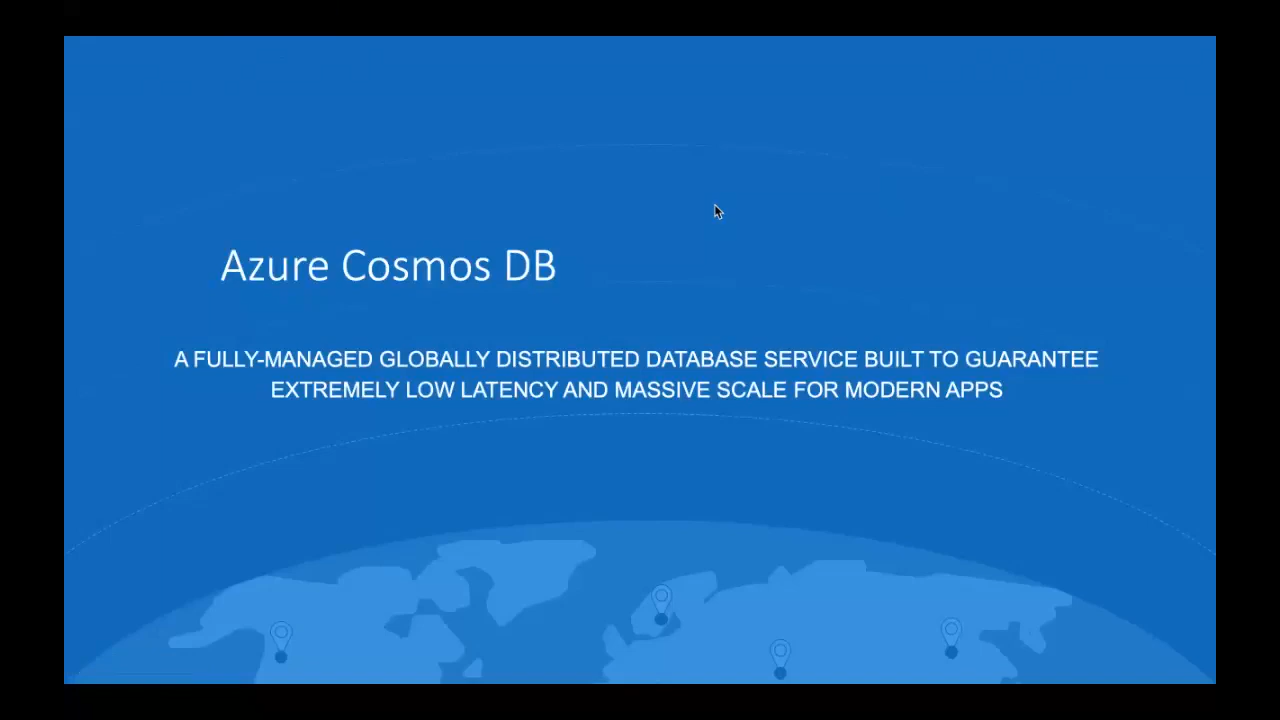 Azure Cosmos DB
A FULLY-MANAGED GLOBALLY DISTRIBUTED DATABASE SERVICE BUILT TO GUARANTEE
EXTREMELY LOW LATENCY AND MASSIVE SCALE FOR MODERN APPS